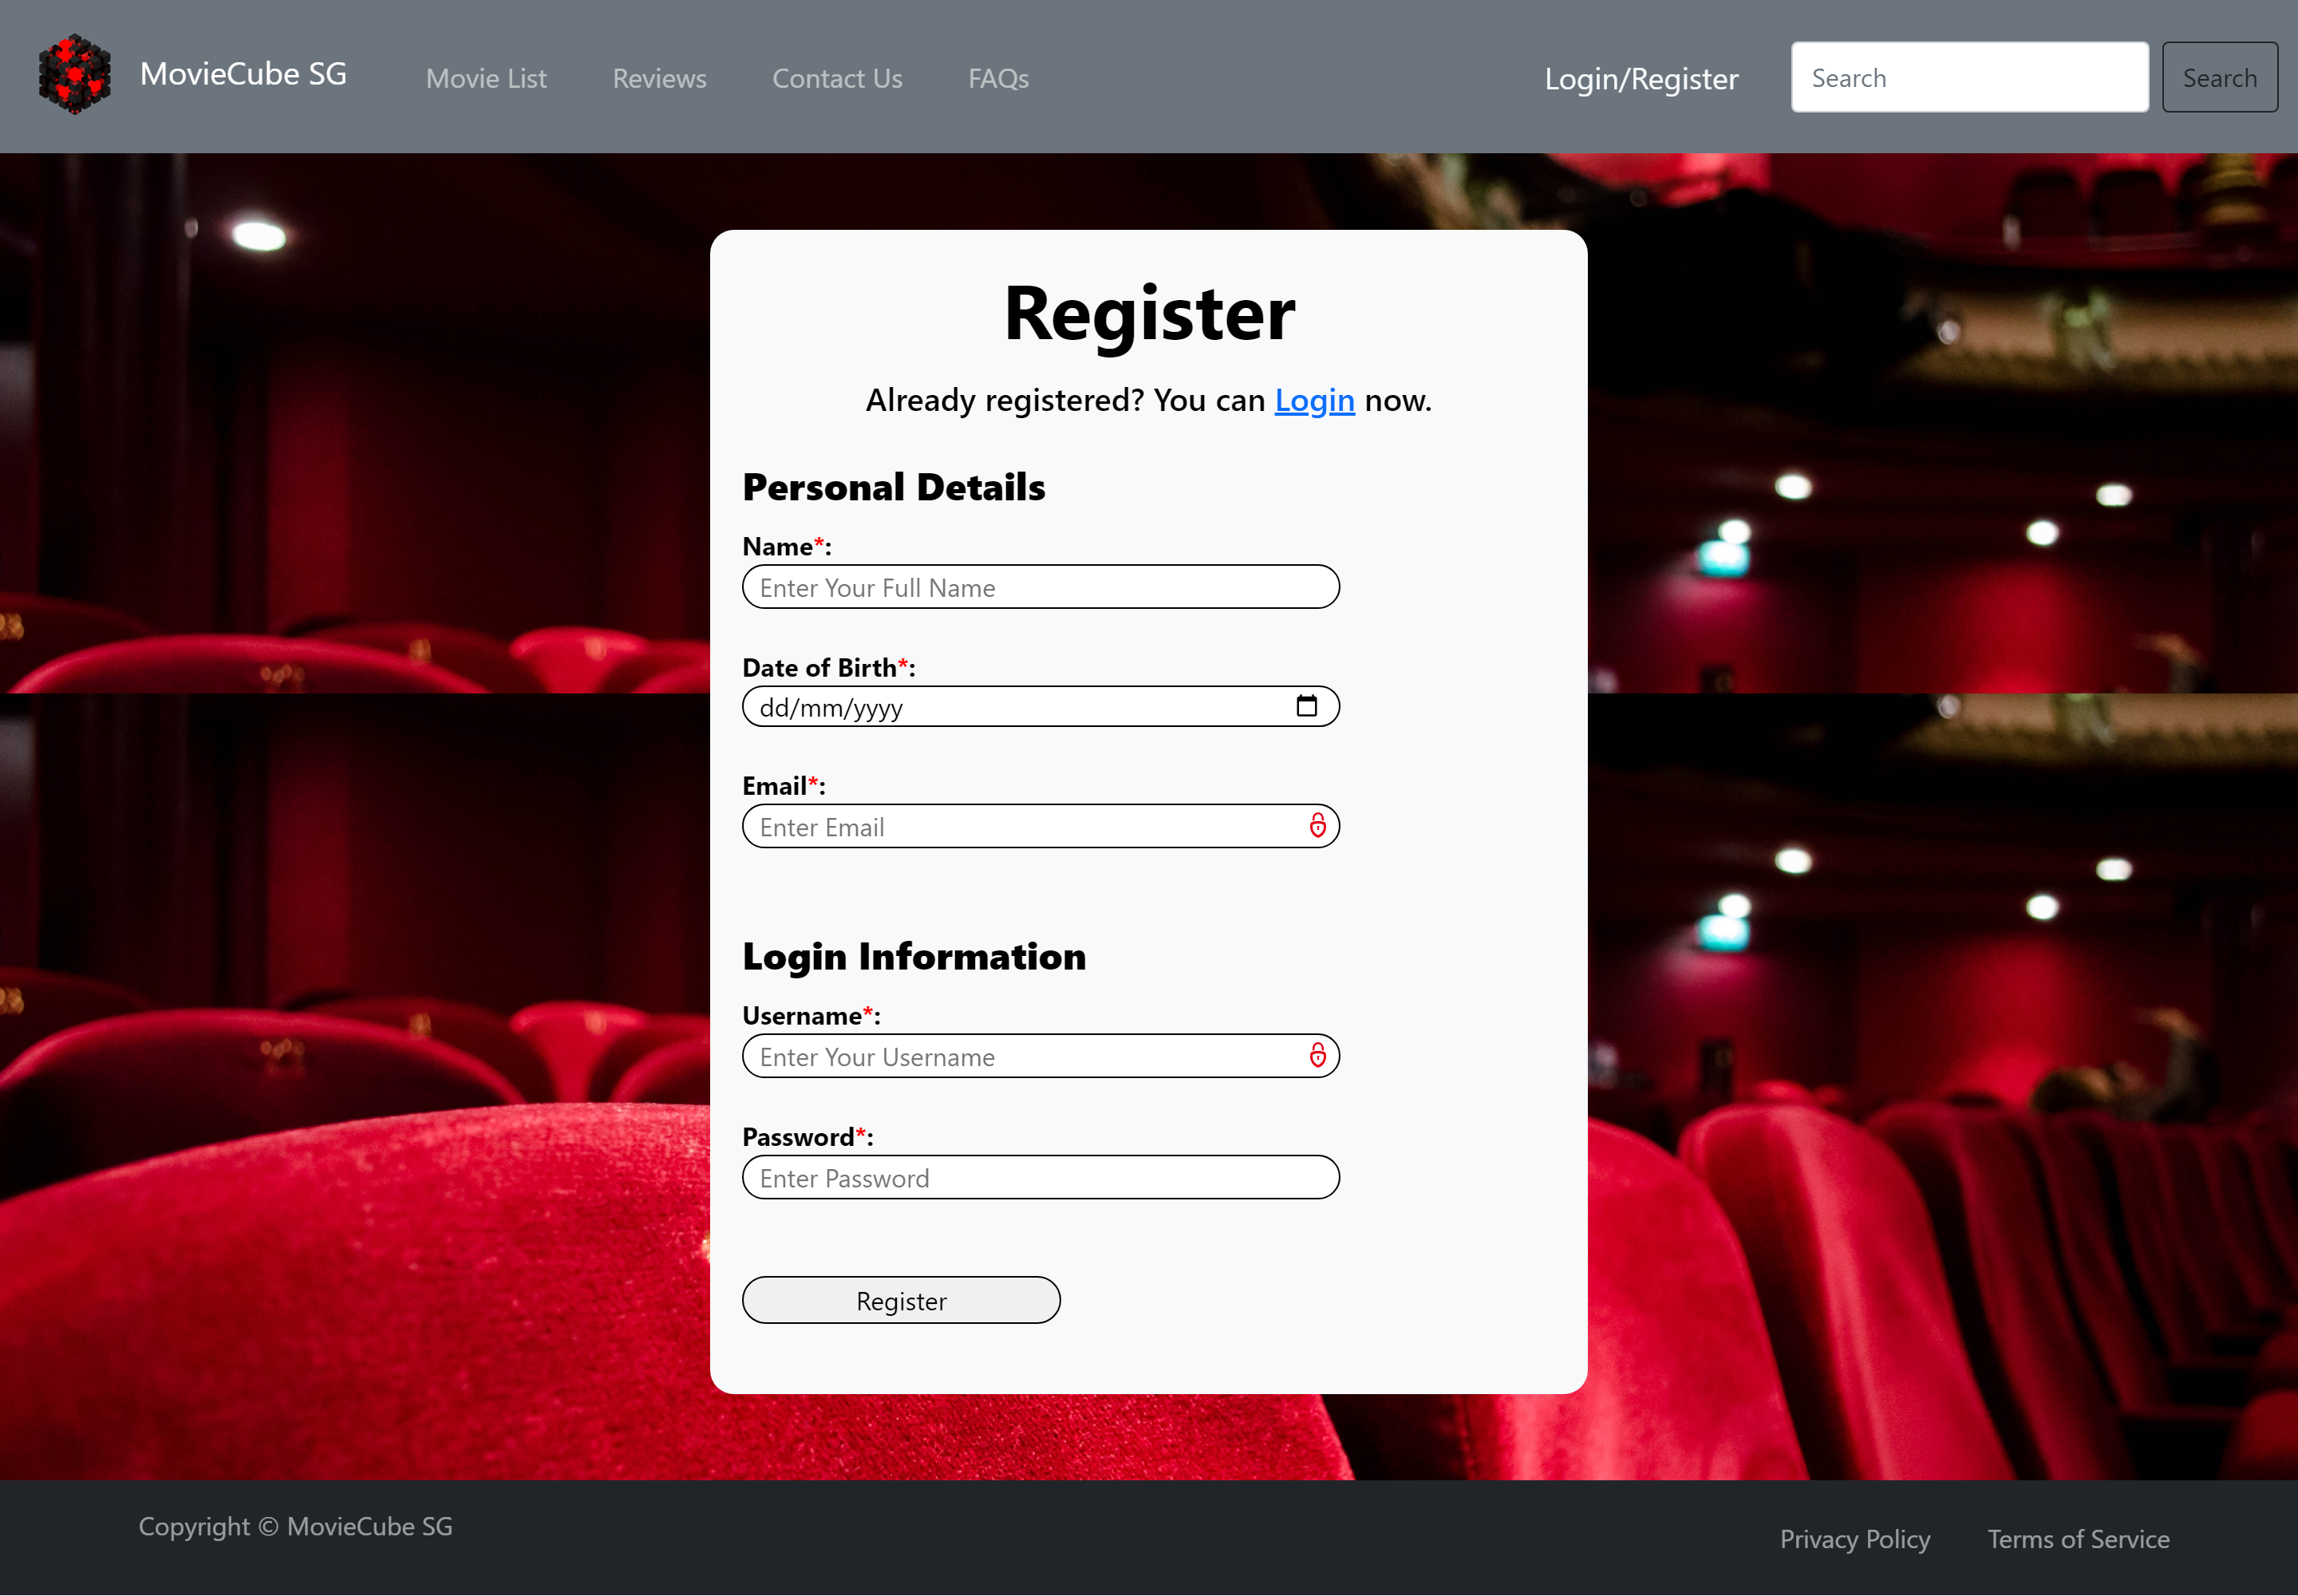 MovieCube SG
Movie List
Reviews
Contact Us
FAQs
Login/Register
Search
Search
Register
Already registered? You can Login now.
Personal Details
Name*:
Enter Your Full Name
Date of Birth*:
dd/mm/yyyy
Email*:
Enter Email
Login Information
Username*:
Enter Your Username
Password*:
Enter Password
Register
Copyright © MovieCube SG
Privacy Policy
Terms of Service